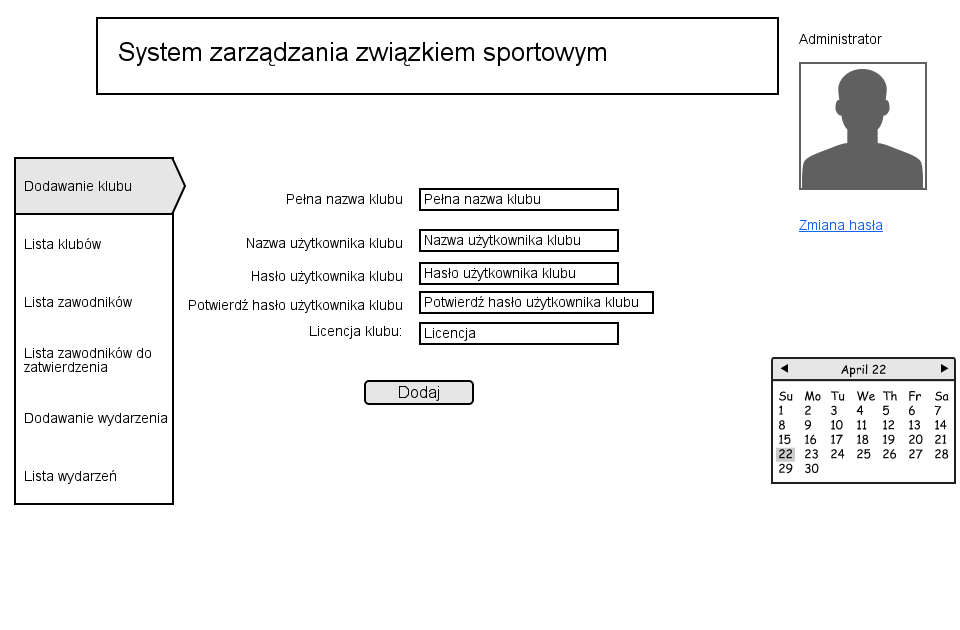 System zarządzania związkiem sportowym
Administrator
Zmiana hasła
Dodawanie klubu
Lista klubów
Lista zawodników
Lista zawodników do
zatwierdzenia
Dodawanie wydarzenia
Lista wydarzeń
Pełna nazwa klubu Pełna nazwa klubu
Nazwa użytkownika klubu Nazwa użytkownika klubu
Hasło użytkownika klubu Hasło użytkownika klubu
Potwierdź hasło użytkownika klubu Potwierdź hasło użytkownika klubu
Licencja klubu: Licencja
Dodaj
April 22
Su Mo Tu We Th Fr Sa
1 2 3 4 5 6 7
8 9 10 11 12 13 14
15 16 17 18 19 20 21
22 23 24 25 26 27 28
29 30